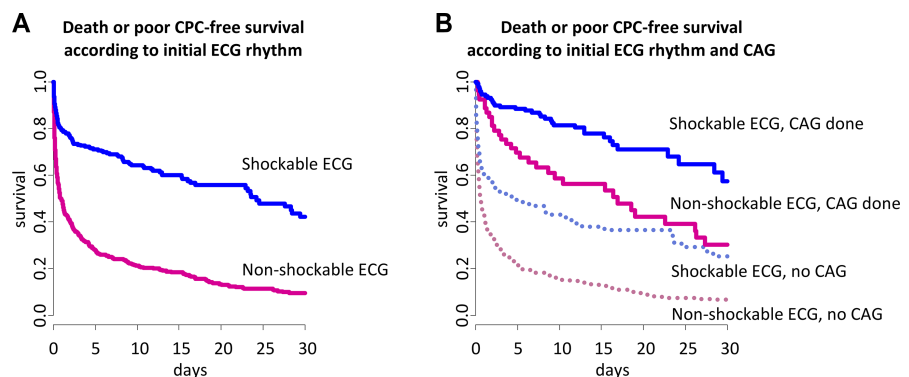 A
Death or poor CPC-free survival
according to initial ECG rhythm
survival
0.0
0.2
0.4
0.6
0.8
1.0
Shockable ECG
Non-shockable ECG
0 5 10 15 20 25 30
days
B
Death or poor CPC-free survival
according to initial ECG rhythm and CAG
survival
0.0
0.2
0.4
0.6
0.8
1.0
Shockable ECG, CAG done
Non-shockable ECG, CAG done
Shockable ECG, no CAG
Non-shockable ECG, no CAG
0 5 10 15 20 25 30
days